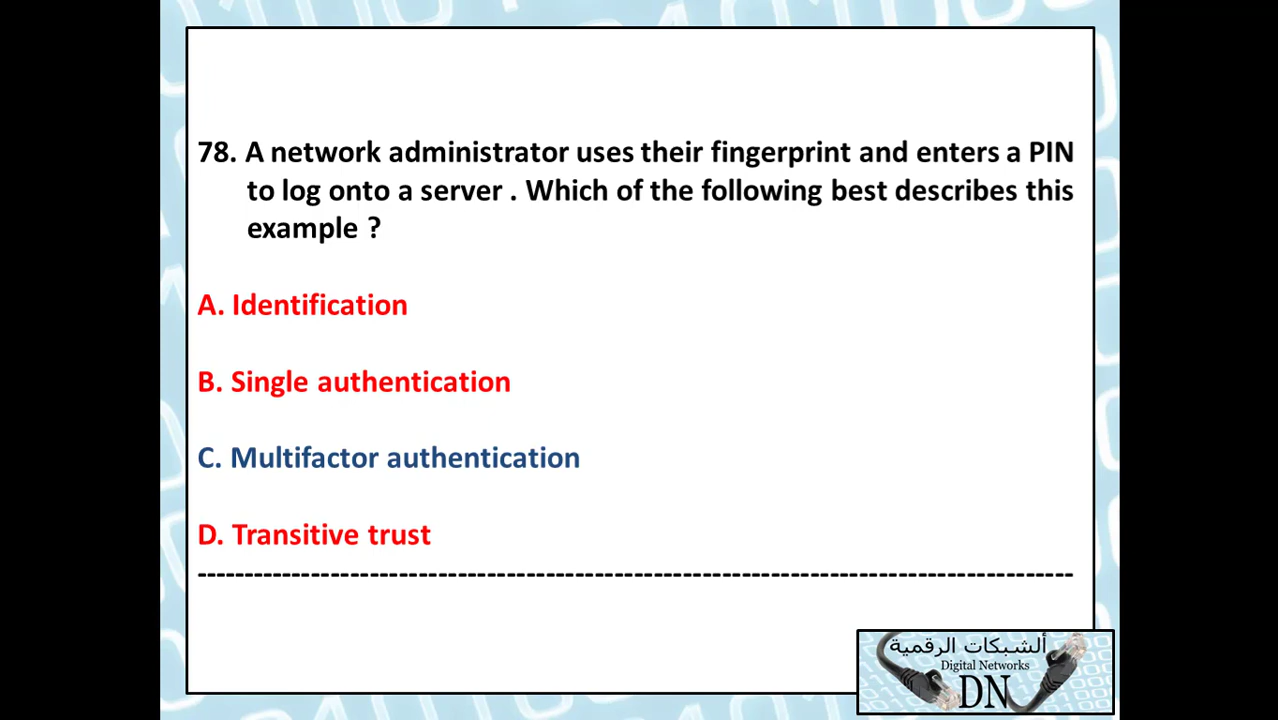 78. A network administrator uses their fingerprint and enters a PIN
to log onto a server . Which of the following best describes this
example ?
A. Identification
B. Single authentication
C. Multifactor authentication
D. Transitive trust
-----------------------------------------------------------------------------------------------
ألشبكات الرقمية
Digital Networks
DN